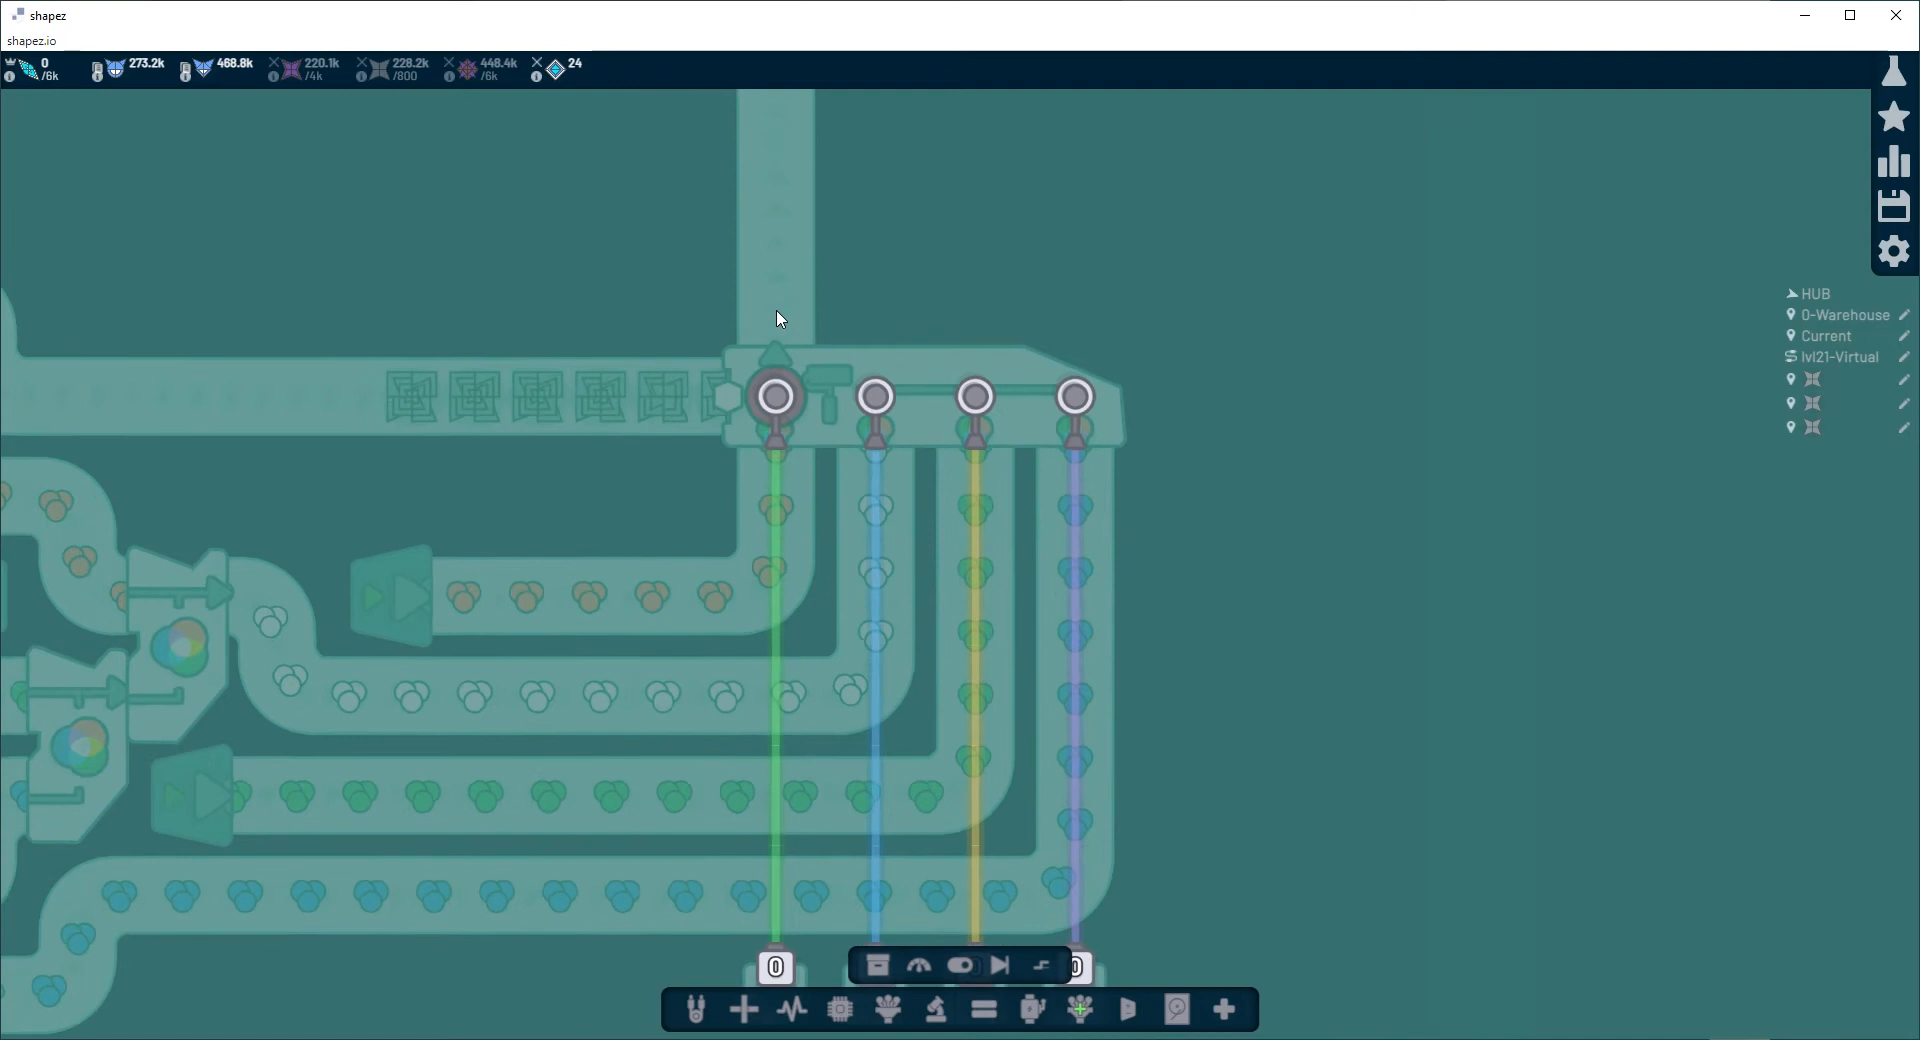 shapez
shapez.io
0
/6k
273.2k
468.8k
220.1k
/4k
228.2k
/800
448.4k
/6k
24
HUB
0-Warehouse
Current
lvl21-Virtual
0
0